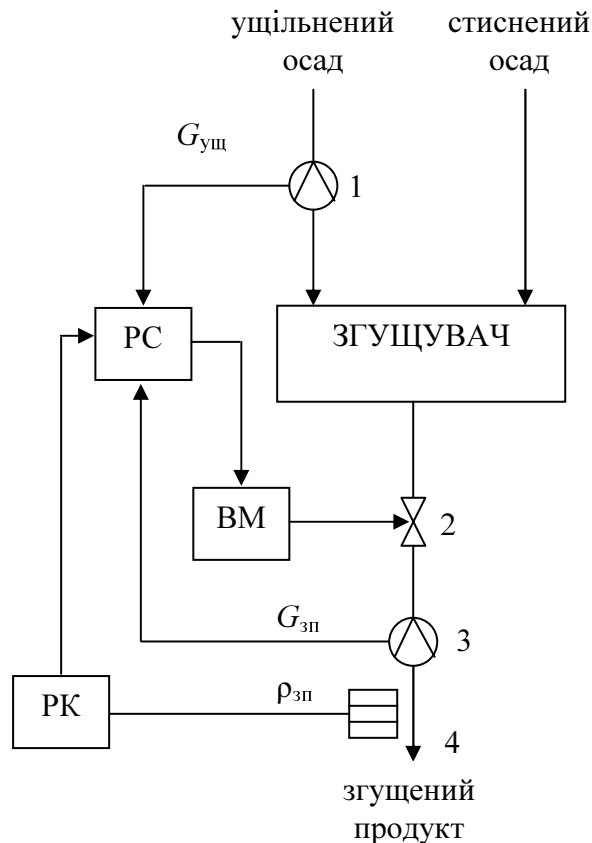 ущільнений
осад
стиснений
осад
Gущ
1
РС
ЗГУЩУВАЧ
ВМ
2
Gзп
3
РК
ρзп
4
згущений
продукт